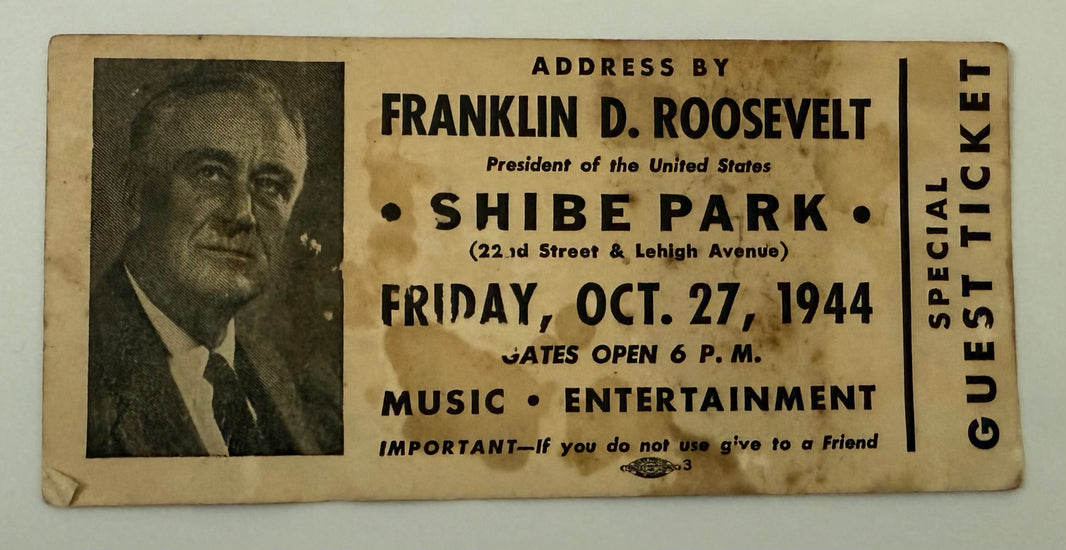 ADDRESS BY
FRANKLIN D. ROOSEVELT
President of the United States
• SHIBE PARK •
(22nd Street & Lehigh Avenue)
FRIDAY, OCT. 27, 1944
GATES OPEN 6 P. M.
MUSIC • ENTERTAINMENT
IMPORTANT—If you do not use give to a Friend
3
SPECIAL
GUEST TICKET